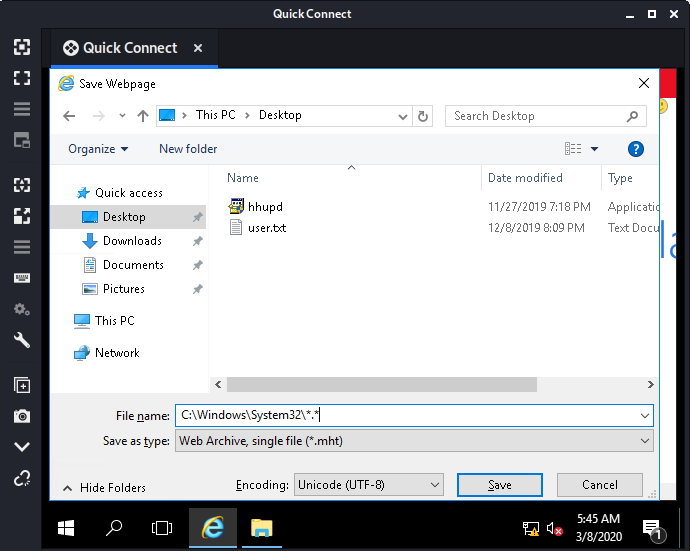 Quick Connect
Quick Connect
Save Webpage
This PC
Desktop
Search Desktop
Organize
New folder
Name
Date modified
Type
Quick access
Desktop
Downloads
Documents
Pictures
This PC
Network
hhupd
11/27/2019 7:18 PM
Applicatio
user.txt
12/8/2019 8:09 PM
Text Docu
la
File name:
C:\Windows\System32\*.*
Save as type:
Web Archive, single file (*.mht)
Hide Folders
Encoding:
Unicode (UTF-8)
Save
Cancel
5:45 AM
3/8/2020
1